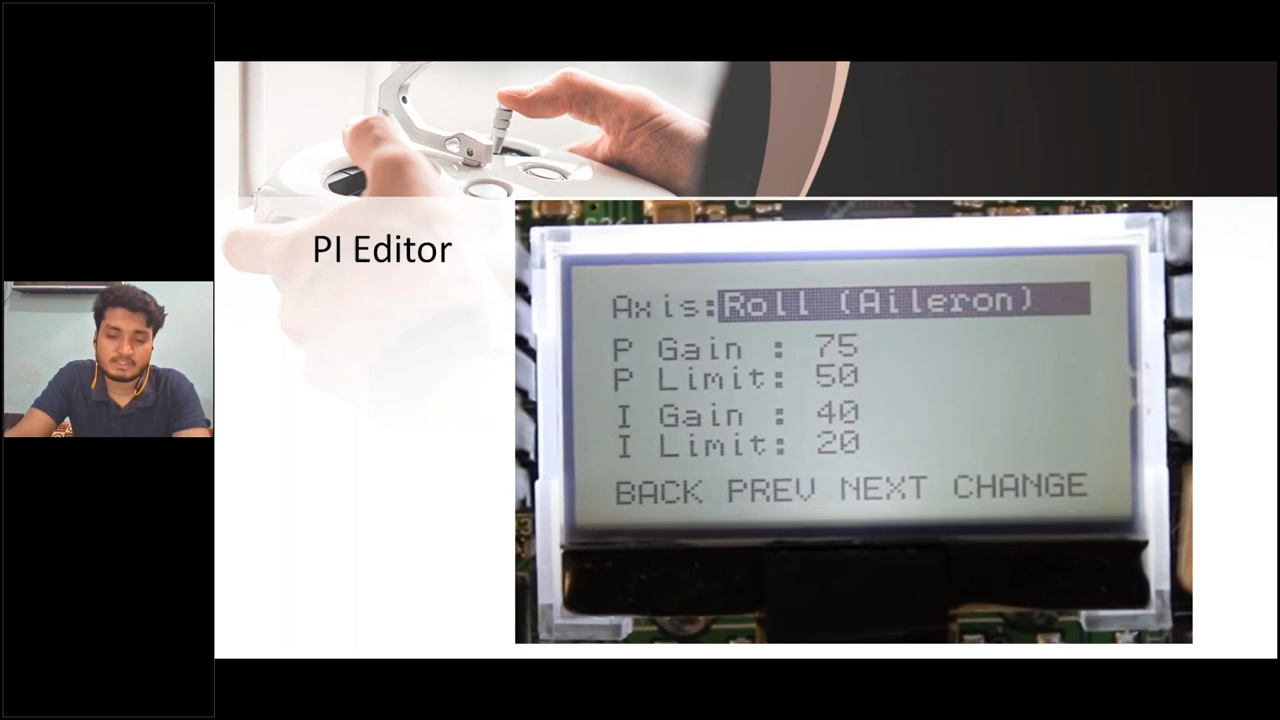 PI Editor
Axis:Roll (Aileron)
P Gain : 75
P Limit: 50
I Gain : 40
I Limit: 20
BACK PREV NEXT CHANGE